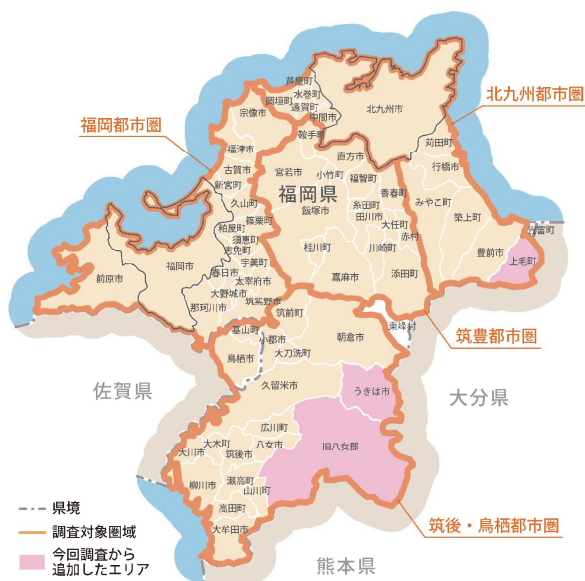 芦屋町
水巻町
岡垣町
遠賀町
中間市
北九州市
北九州都市圏
宗像市
鞍手町
福岡都市圏
苅田町
福津市
直方市
行橋市
古賀市
宮若市
小竹町
福智町
新宮町
福岡県
香春町
みやこ町
久山町
飯塚市
糸田町
築上町
篠栗町
田川市
粕屋町
大任町
吉富町
須恵町
赤村
志免町
桂川町
川崎町
豊前市
上毛町
宇美町
福岡市
春日市
前原市
太宰府市
嘉麻市
添田町
大野城市
筑紫野市
那珂川市
筑前町
東峰村
基山町
小郡市
朝倉市
筑豊都市圏
大刀洗町
鳥栖市
佐賀県
久留米市
うきは市
大分県
広川町
大木町
八女市
旧八女郡
大川市
筑後市
柳川市
瀬高町
山川町
高田町
筑後・鳥栖都市圏
大牟田市
熊本県
県境
調査対象圏域
今回調査から
追加したエリア